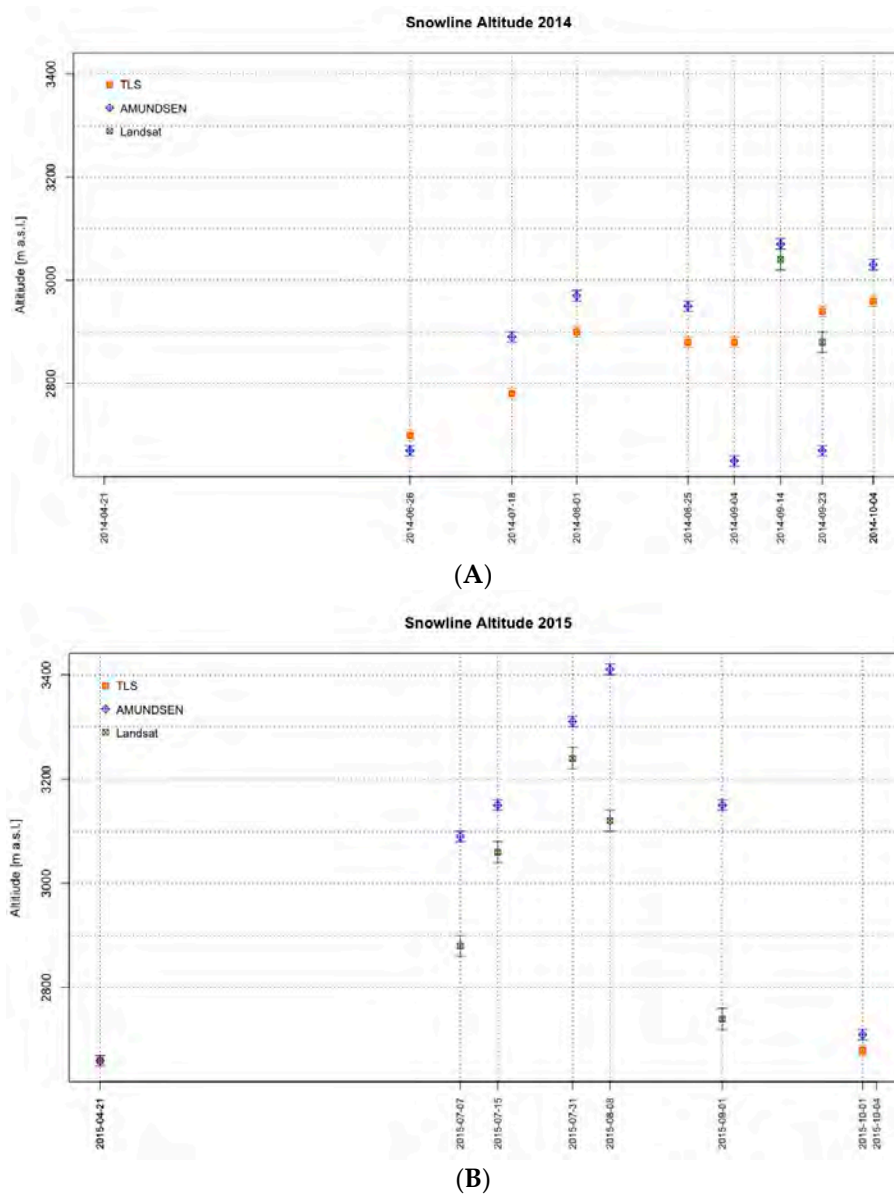 Snowline Altitude 2014
Altitiude [m a.s.l.]
3400
3200
3000
2800
TLS
AMUNDSEN
Landsat
2014-04-21
2014-06-26
2014-07-18
2014-08-01
2014-08-25
2014-09-04
2014-09-14
2014-09-23
2014-10-04
(A)
Snowline Altitude 2015
Altitiude [m a.s.l.]
3400
3200
3000
2800
TLS
AMUNDSEN
Landsat
2015-04-21
2015-07-07
2015-07-15
2015-07-31
2015-08-08
2015-09-01
2015-10-01
2015-10-04
(B)